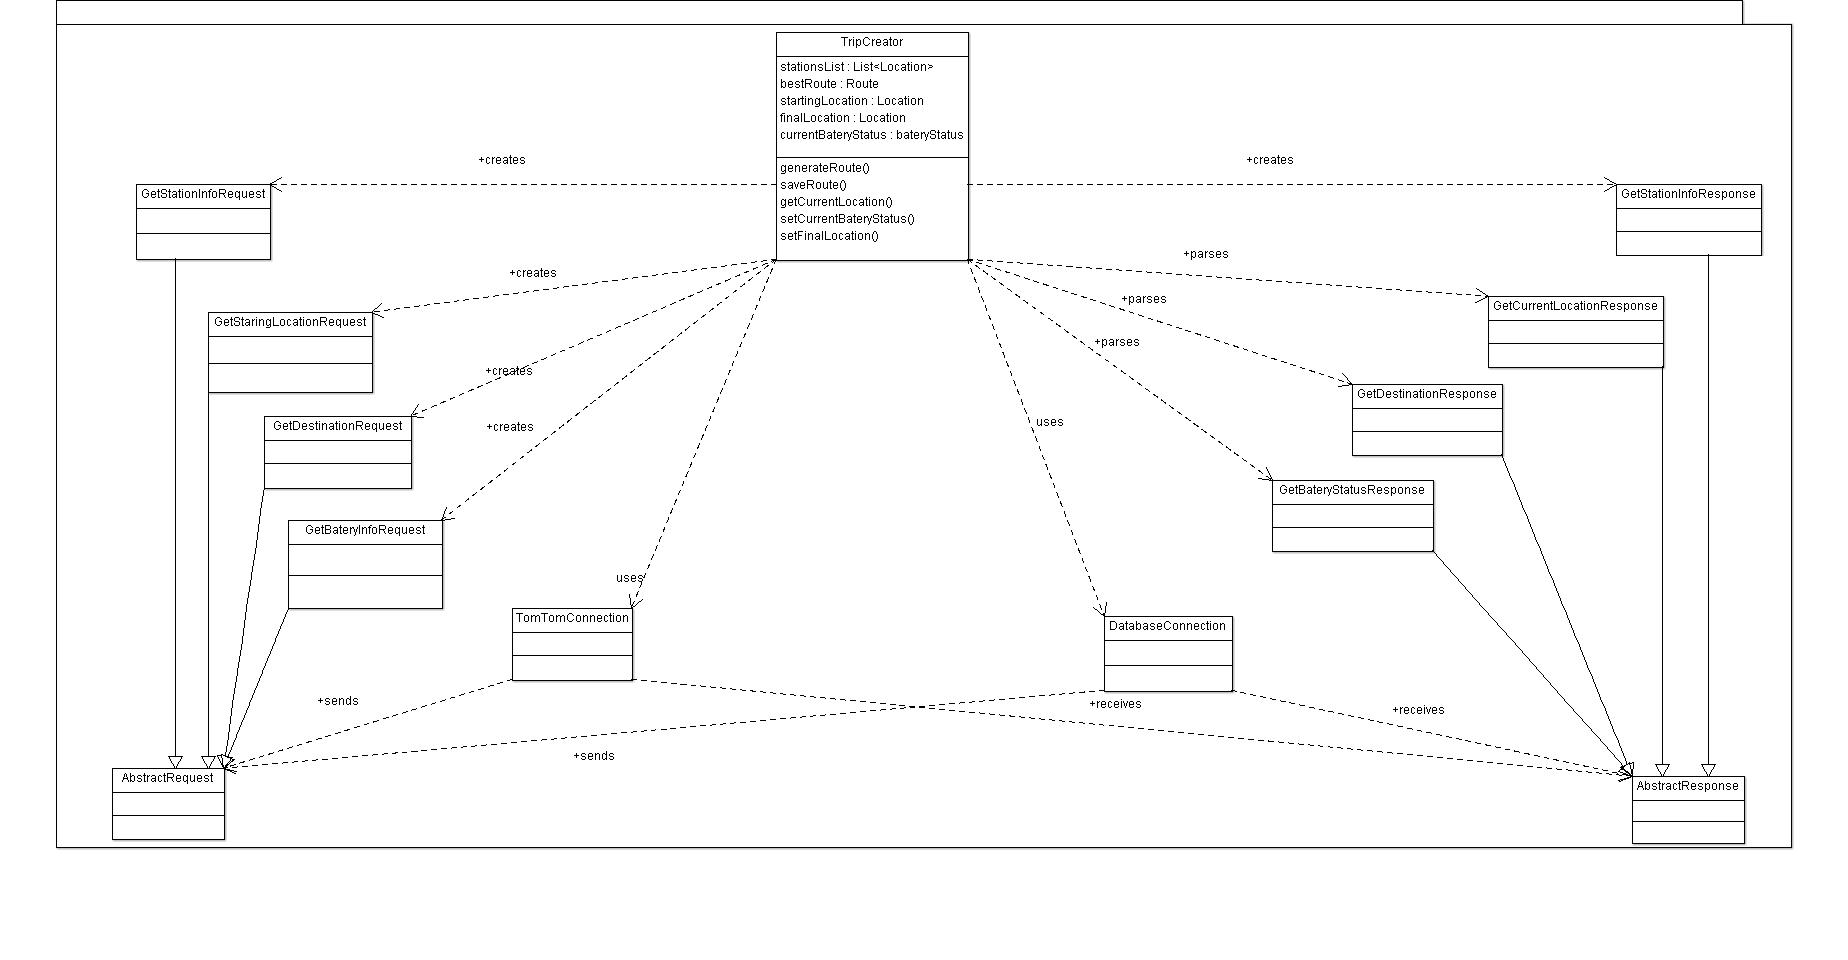 TripCreator
stationsList : List<Location>
bestRoute : Route
startingLocation : Location
finalLocation : Location
currentBateryStatus : bateryStatus
generateRoute()
saveRoute()
getCurrentLocation()
setCurrentBateryStatus()
setFinalLocation()
+creates
+creates
GetStationInfoRequest
GetStationInfoResponse
+parses
+creates
+parses
GetCurrentLocationResponse
GetStaringLocationRequest
+parses
+creates
GetDestinationResponse
uses
GetDestinationRequest
+creates
GetBateryStatusResponse
GetBateryInfoRequest
uses
TomTomConnection
DatabaseConnection
+sends
+receives
+receives
+sends
AbstractRequest
AbstractResponse